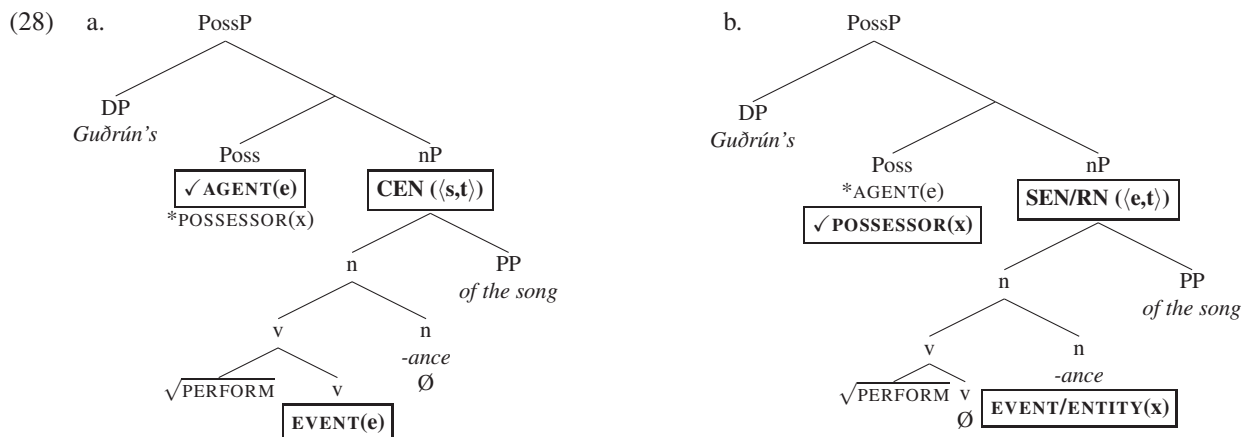 (28) a. PossP b. PossP
DP DP
Guðrún’s Guðrún’s
Poss nP Poss nP
✓AGENT(e) CEN (⟨s,t⟩) *AGENT(e) SEN/RN (⟨e,t⟩)
*POSSESSOR(x) ✓POSSESSOR(x)
n PP n PP
of the song of the song
v n v n
-ance -ance
√PERFORM v Ø √PERFORM v EVENT/ENTITY(x)
EVENT(e) Ø